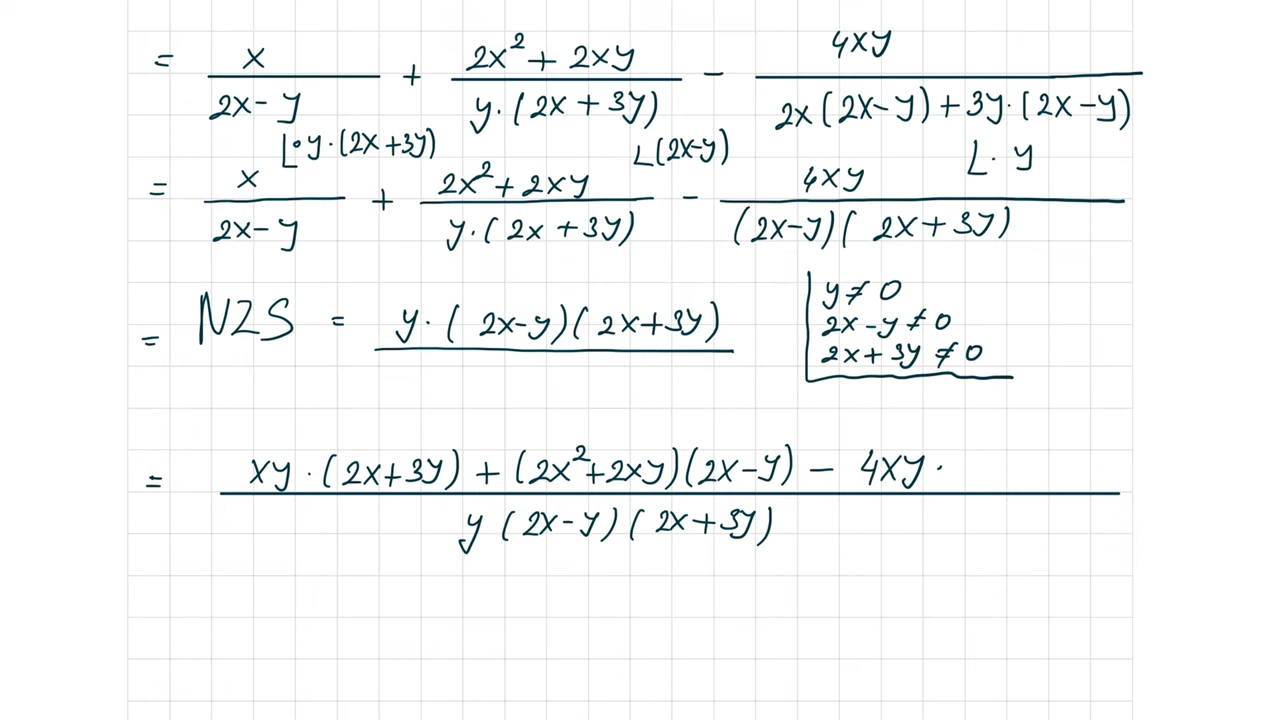 = x/(2x-y) + (2x²+2xy)/(y·(2x+3y)) - 4xy/(2x(2x-y)+3y·(2x-y))
⌊·y·(2x+3y) ⌊(2x-y) ⌊·y
= x/(2x-y) + (2x²+2xy)/(y·(2x+3y)) - 4xy/((2x-y)(2x+3y))
= NZS = y·(2x-y)(2x+3y)
y≠0
2x-y≠0
2x+3y≠0
= (xy·(2x+3y)+(2x²+2xy)(2x-y)-4xy·)/(y(2x-y)(2x+3y))